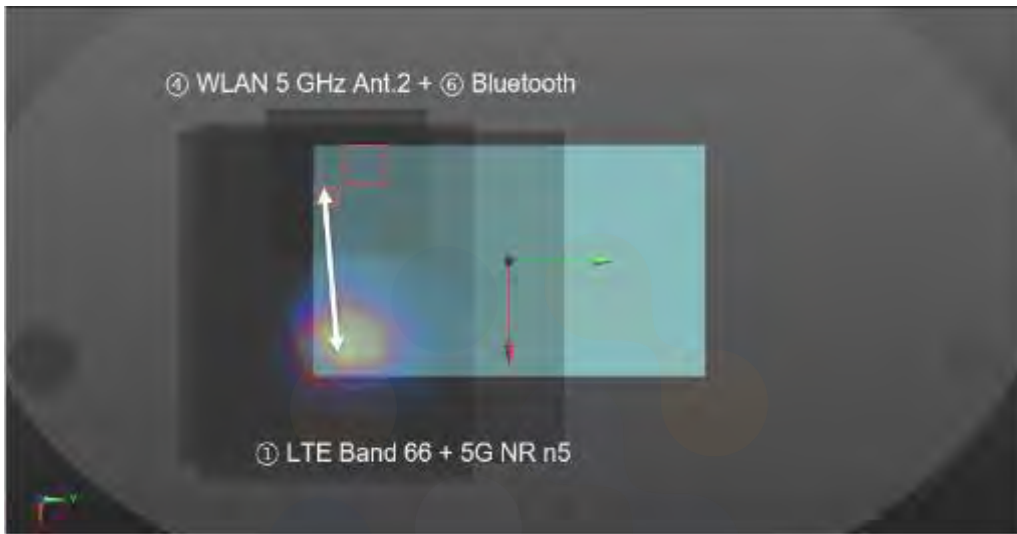 ④ WLAN 5 GHz Ant.2 + ⑥ Bluetooth
① LTE Band 66 + 5G NR n5
Y